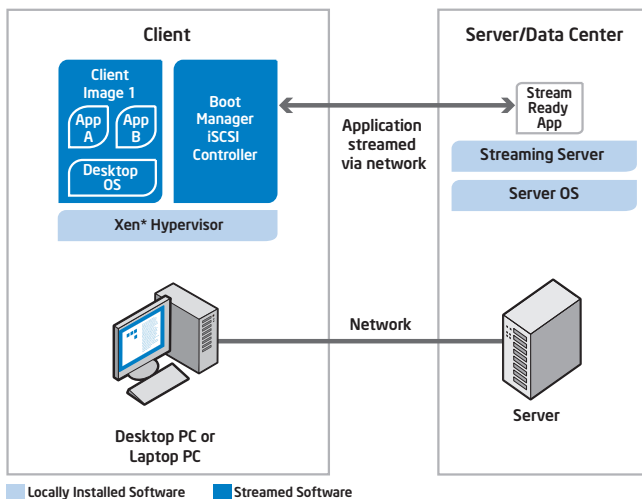 Client
Server/Data Center
Client
Image 1
App
A
App
B
Desktop
OS
Boot
Manager
iSCSI
Controller
Xen* Hypervisor
Application
streamed
via network
Stream
Ready
App
Streaming Server
Server OS
Network
Desktop PC or
Laptop PC
Server
Locally Installed Software
Streamed Software